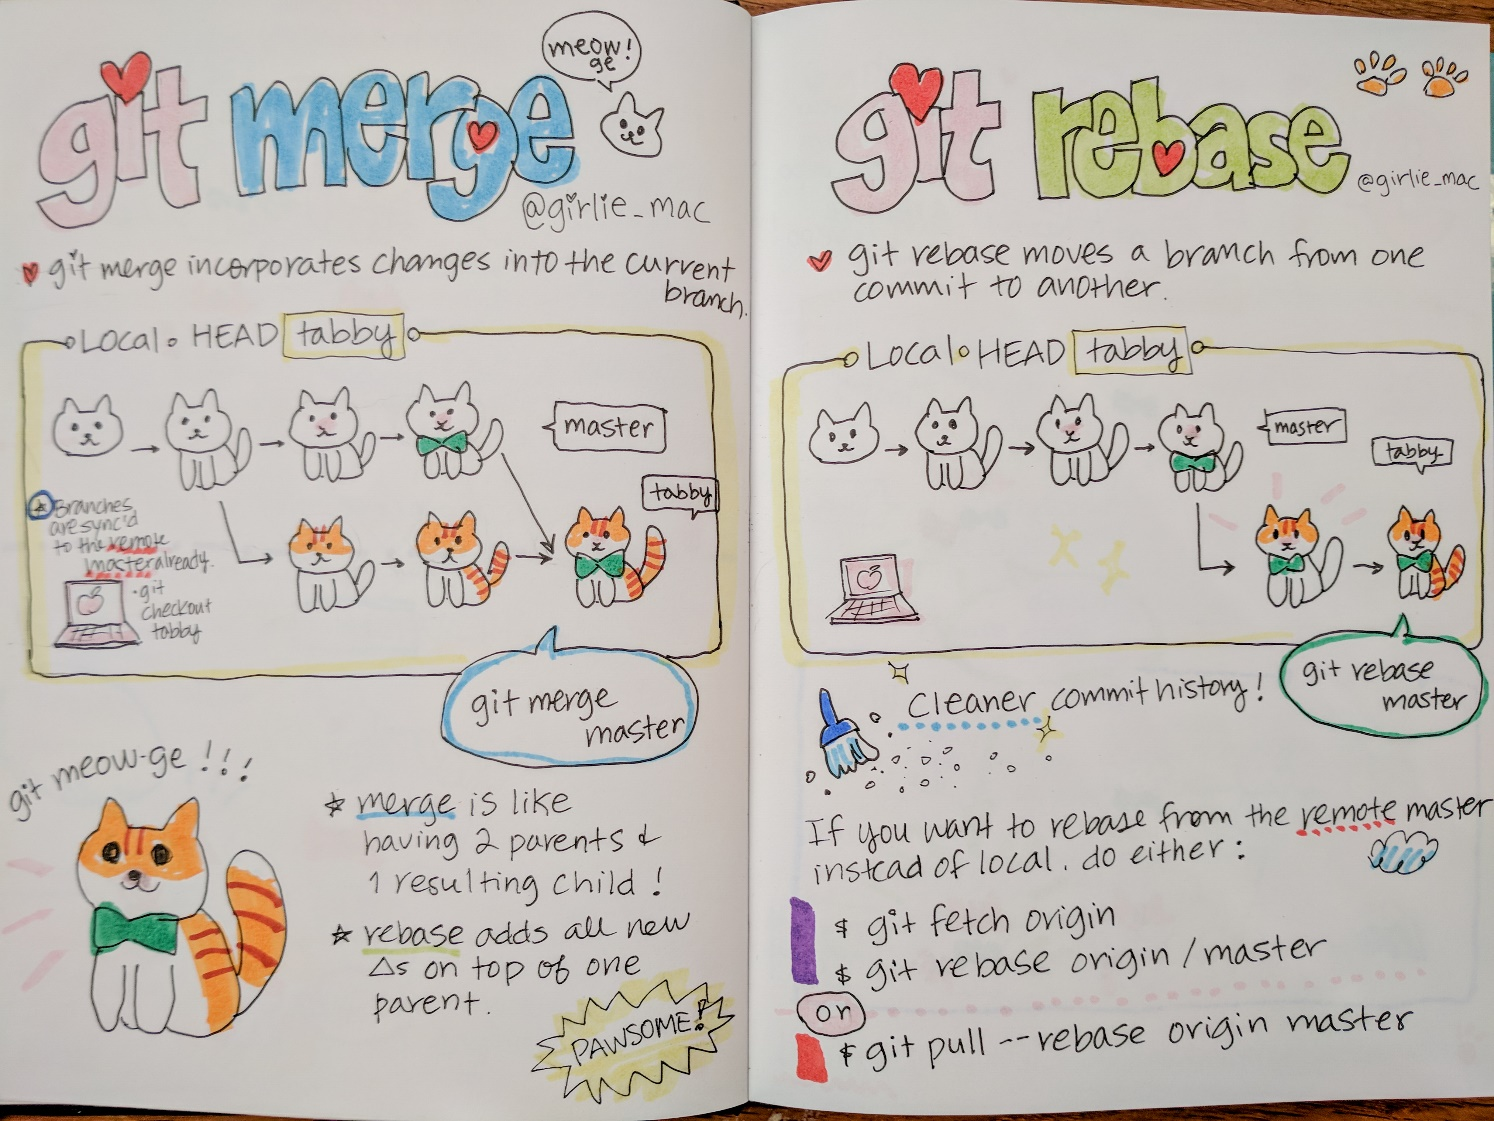 git merge
meow!
ge
@girlie_mac
git merge incorporates changes into the current
branch.
Local · HEAD tabby
master
tabby
Branches
are sync'd
to the remote
master already.
· git
checkout
tabby
git merge
master
git meow-ge !!!
merge is like
having 2 parents &
1 resulting child !
rebase adds all new
Δs on top of one
parent.
PAWSOME!
git rebase
@girlie_mac
git rebase moves a branch from one
commit to another.
Local · HEAD tabby
master
tabby
git rebase
master
Cleaner commit history!
If you want to rebase from the remote master
instead of local. do either:
$ git fetch origin
$ git rebase origin/master
or
$ git pull --rebase origin master